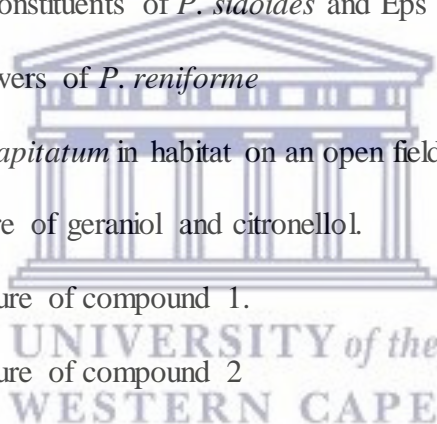 onstituents of P. sidoides and Eps
wers of P. reniforme
apitatum in habitat on an open field
re of geraniol and citronellol.
ure of compound 1.
UNIVERSITY of the
ure of compound 2
WESTERN CAPE